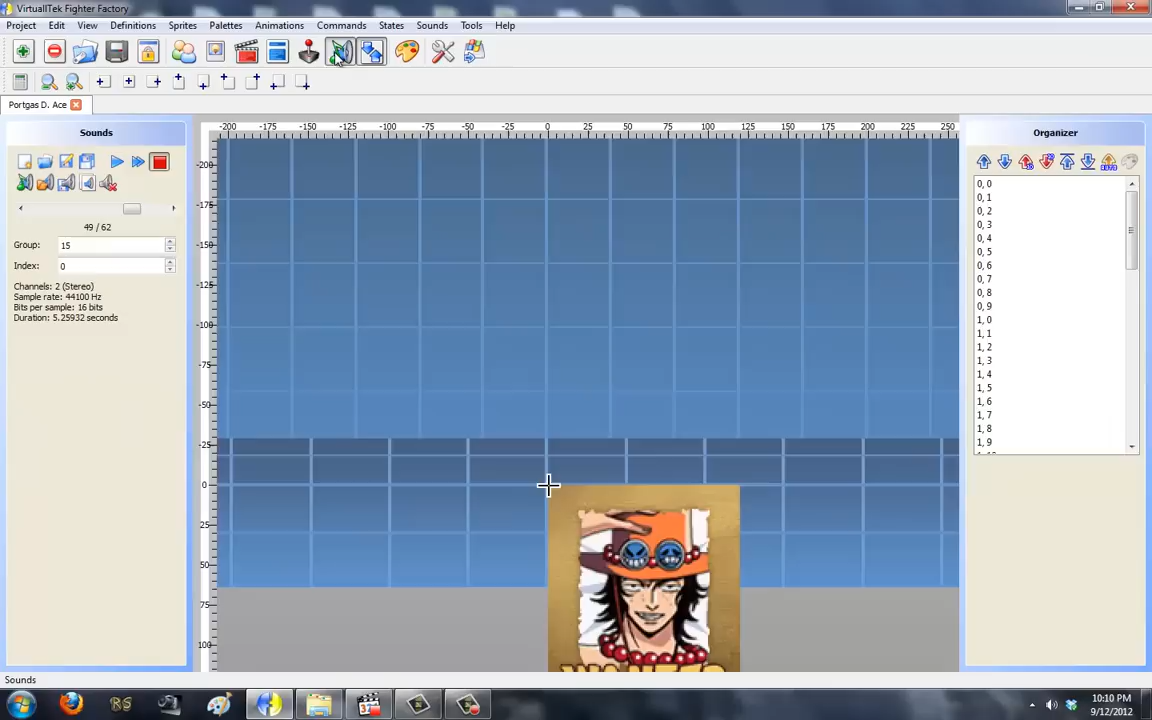 VirtuallTek Fighter Factory
Project Edit View Definitions Sprites Palettes Animations Commands States Sounds Tools Help
Portgas D. Ace
Sounds
49 / 62
Group: 15
Index: 0
Channels: 2 (Stereo)
Sample rate: 44100 Hz
Bits per sample: 16 bits
Duration: 5.25932 seconds
-200 -175 -150 -125 -100 -75 -50 -25 0 25 50 75 100 125 150 175 200 225 250
-200
-175
-150
-125
-100
-75
-50
-25
0
25
50
75
100
WANTED
Organizer
0, 0
0, 1
0, 2
0, 3
0, 4
0, 5
0, 6
0, 7
0, 8
0, 9
1, 0
1, 1
1, 2
1, 3
1, 4
1, 5
1, 6
1, 7
1, 8
1, 9
Sounds
RS
10:10 PM
9/12/2012